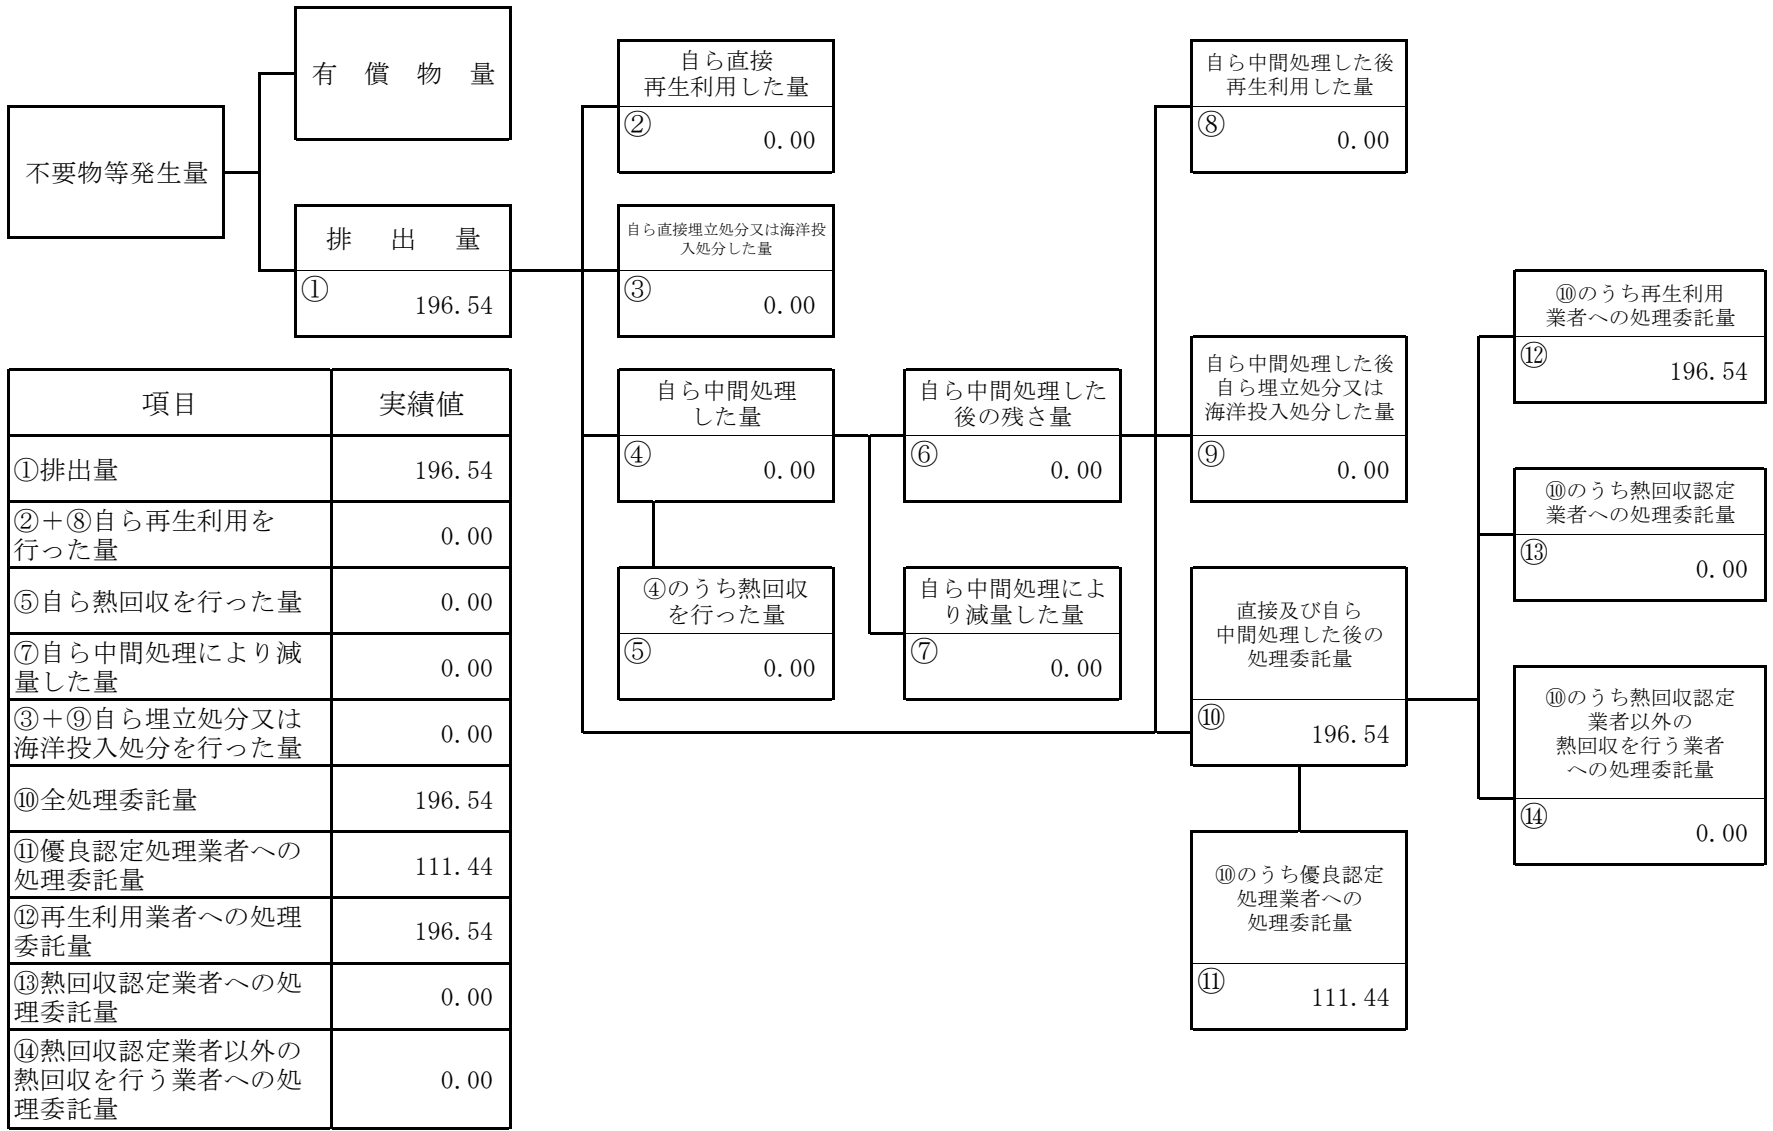 有償物量
不要物等発生量
排出量
①
196.54
自ら直接
再生利用した量
②
0.00
自ら直接埋立処分又は海洋投
入処分した量
③
0.00
自ら中間処理
した量
④
0.00
④のうち熱回収
を行った量
⑤
0.00
自ら中間処理した
後の残さ量
⑥
0.00
自ら中間処理によ
り減量した量
⑦
0.00
自ら中間処理した後
再生利用した量
⑧
0.00
自ら中間処理した後
自ら埋立処分又は
海洋投入処分した量
⑨
0.00
直接及び自ら
中間処理した後の
処理委託量
⑩
196.54
⑩のうち優良認定
処理業者への
処理委託量
⑪
111.44
⑩のうち再生利用
業者への処理委託量
⑫
196.54
⑩のうち熱回収認定
業者への処理委託量
⑬
0.00
⑩のうち熱回収認定
業者以外の
熱回収を行う業者
への処理委託量
⑭
0.00
項目 実績値
①排出量 196.54
②＋⑧自ら再生利用を
行った量
0.00
⑤自ら熱回収を行った量 0.00
⑦自ら中間処理により減
量した量
0.00
③＋⑨自ら埋立処分又は
海洋投入処分を行った量
0.00
⑩全処理委託量 196.54
⑪優良認定処理業者への
処理委託量
111.44
⑫再生利用業者への処理
委託量
196.54
⑬熱回収認定業者への処
理委託量
0.00
⑭熱回収認定業者以外の
熱回収を行う業者への処
理委託量
0.00